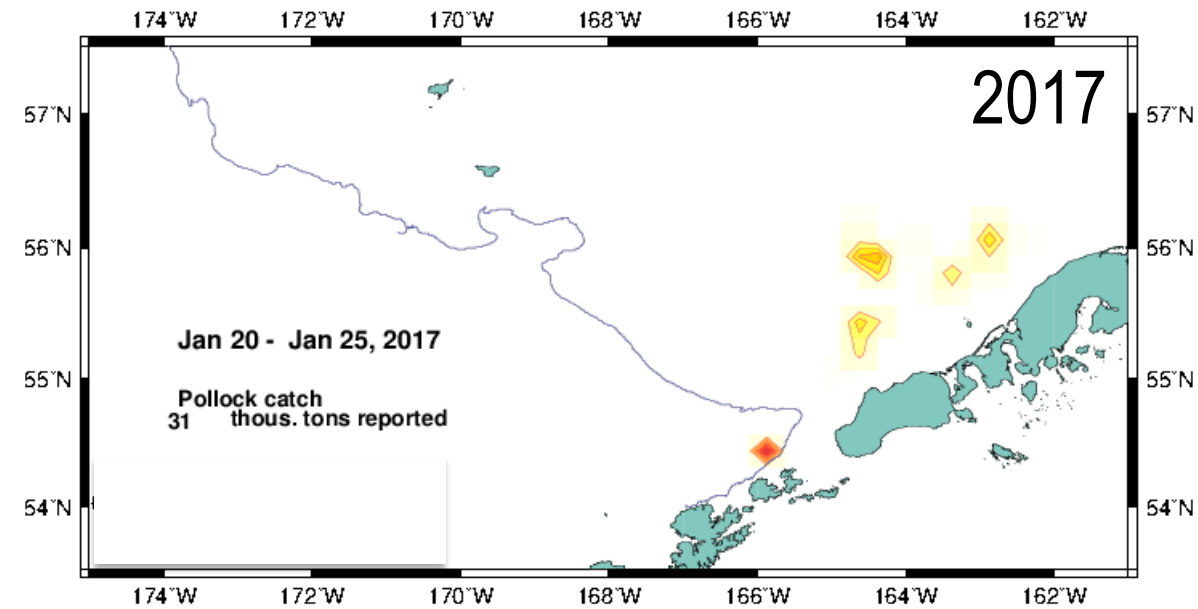 174°W 172°W 170°W 168°W 166°W 164°W 162°W
2017
57°N 57°N
56°N 56°N
Jan 20 - Jan 25, 2017
55°N 55°N
Pollock catch
31 thous. tons reported
54°N 54°N
174°W 172°W 170°W 168°W 166°W 164°W 162°W